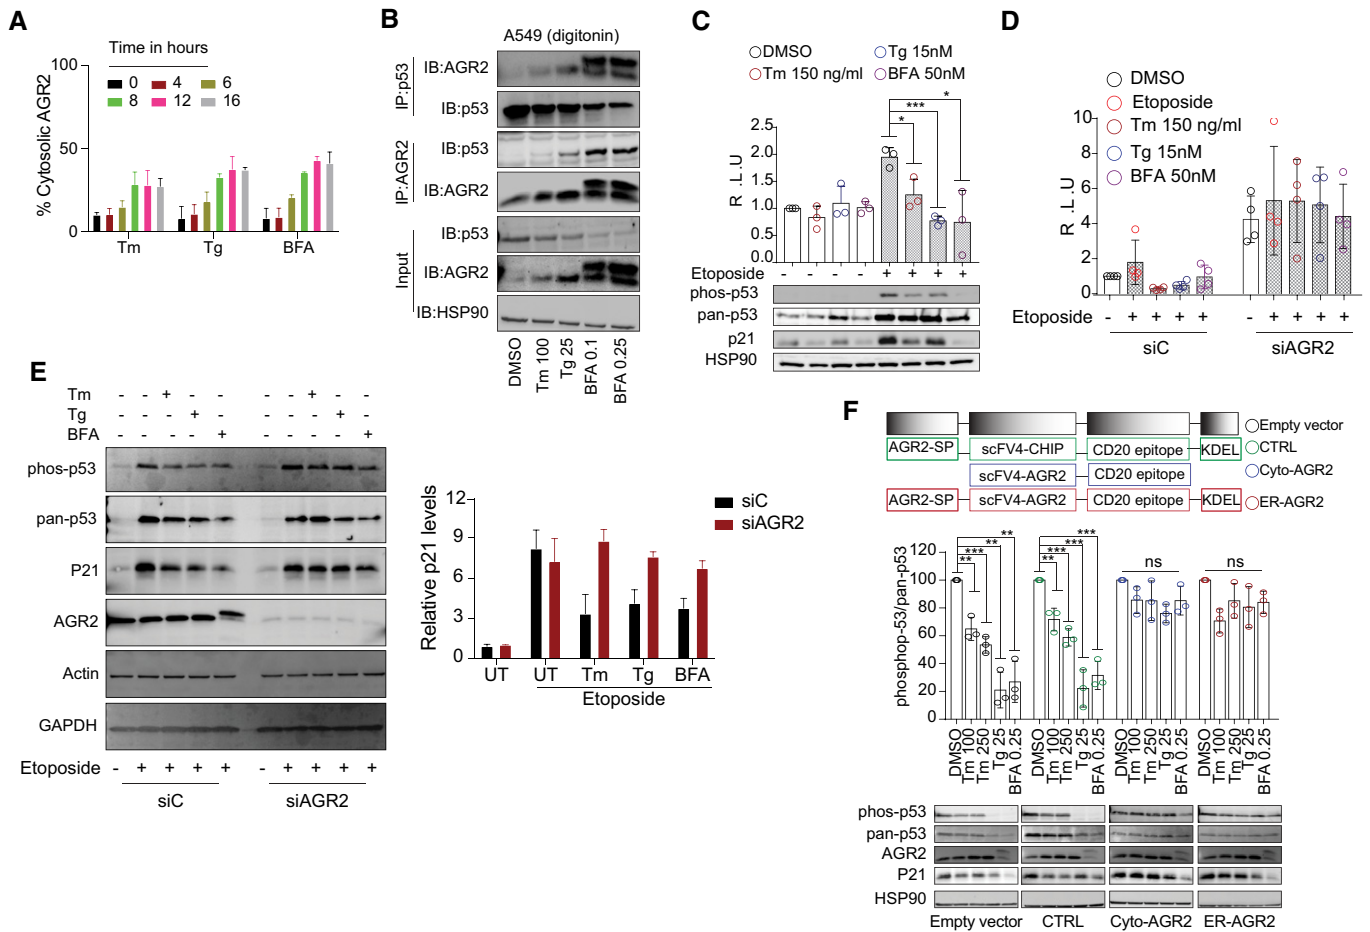 A
Time in hours
0 4 6
8 12 16
% Cytosolic AGR2
100
50
0
Tm Tg BFA
B
A549 (digitonin)
IP:p53
IB:AGR2
IB:p53
IP:AGR2
IB:p53
IB:AGR2
Input
IB:p53
IB:AGR2
IB:HSP90
DMSO
Tm 100
Tg 25
BFA 0.1
BFA 0.25
C
DMSO Tg 15nM
Tm 150 ng/ml BFA 50nM
R .L.U
2.5
2.0
1.5
1.0
0.5
0.0
*
***
*
Etoposide - - - - + + + +
phos-p53
pan-p53
p21
HSP90
D
DMSO
Etoposide
Tm 150 ng/ml
Tg 15nM
BFA 50nM
R .L.U
10
8
6
4
2
0
Etoposide - + + + + - + + + +
siC siAGR2
E
Tm - - + - - - - + - -
Tg - - - + - - - - + -
BFA - - - - + - - - - +
phos-p53
pan-p53
P21
AGR2
Actin
GAPDH
Etoposide - + + + + - + + + +
siC siAGR2
Relative p21 levels
12
9
6
3
0
siC
siAGR2
UT UT Tm Tg BFA
Etoposide
F
AGR2-SP scFV4-CHIP CD20 epitope KDEL
scFV4-AGR2 CD20 epitope
AGR2-SP scFV4-AGR2 CD20 epitope KDEL
Empty vector
CTRL
Cyto-AGR2
ER-AGR2
phosphop-53/pan-p53
120
100
80
60
40
20
0
**
**
***
**
***
***
***
**
ns ns
DMSO
Tm 100
Tm 250
Tg 25
BFA 0.25
DMSO
Tm 100
Tm 250
Tg 25
BFA 0.25
DMSO
Tm 100
Tm 250
Tg 25
BFA 0.25
DMSO
Tm 100
Tm 250
Tg 25
BFA 0.25
phos-p53
pan-p53
AGR2
P21
HSP90
Empty vector CTRL Cyto-AGR2 ER-AGR2